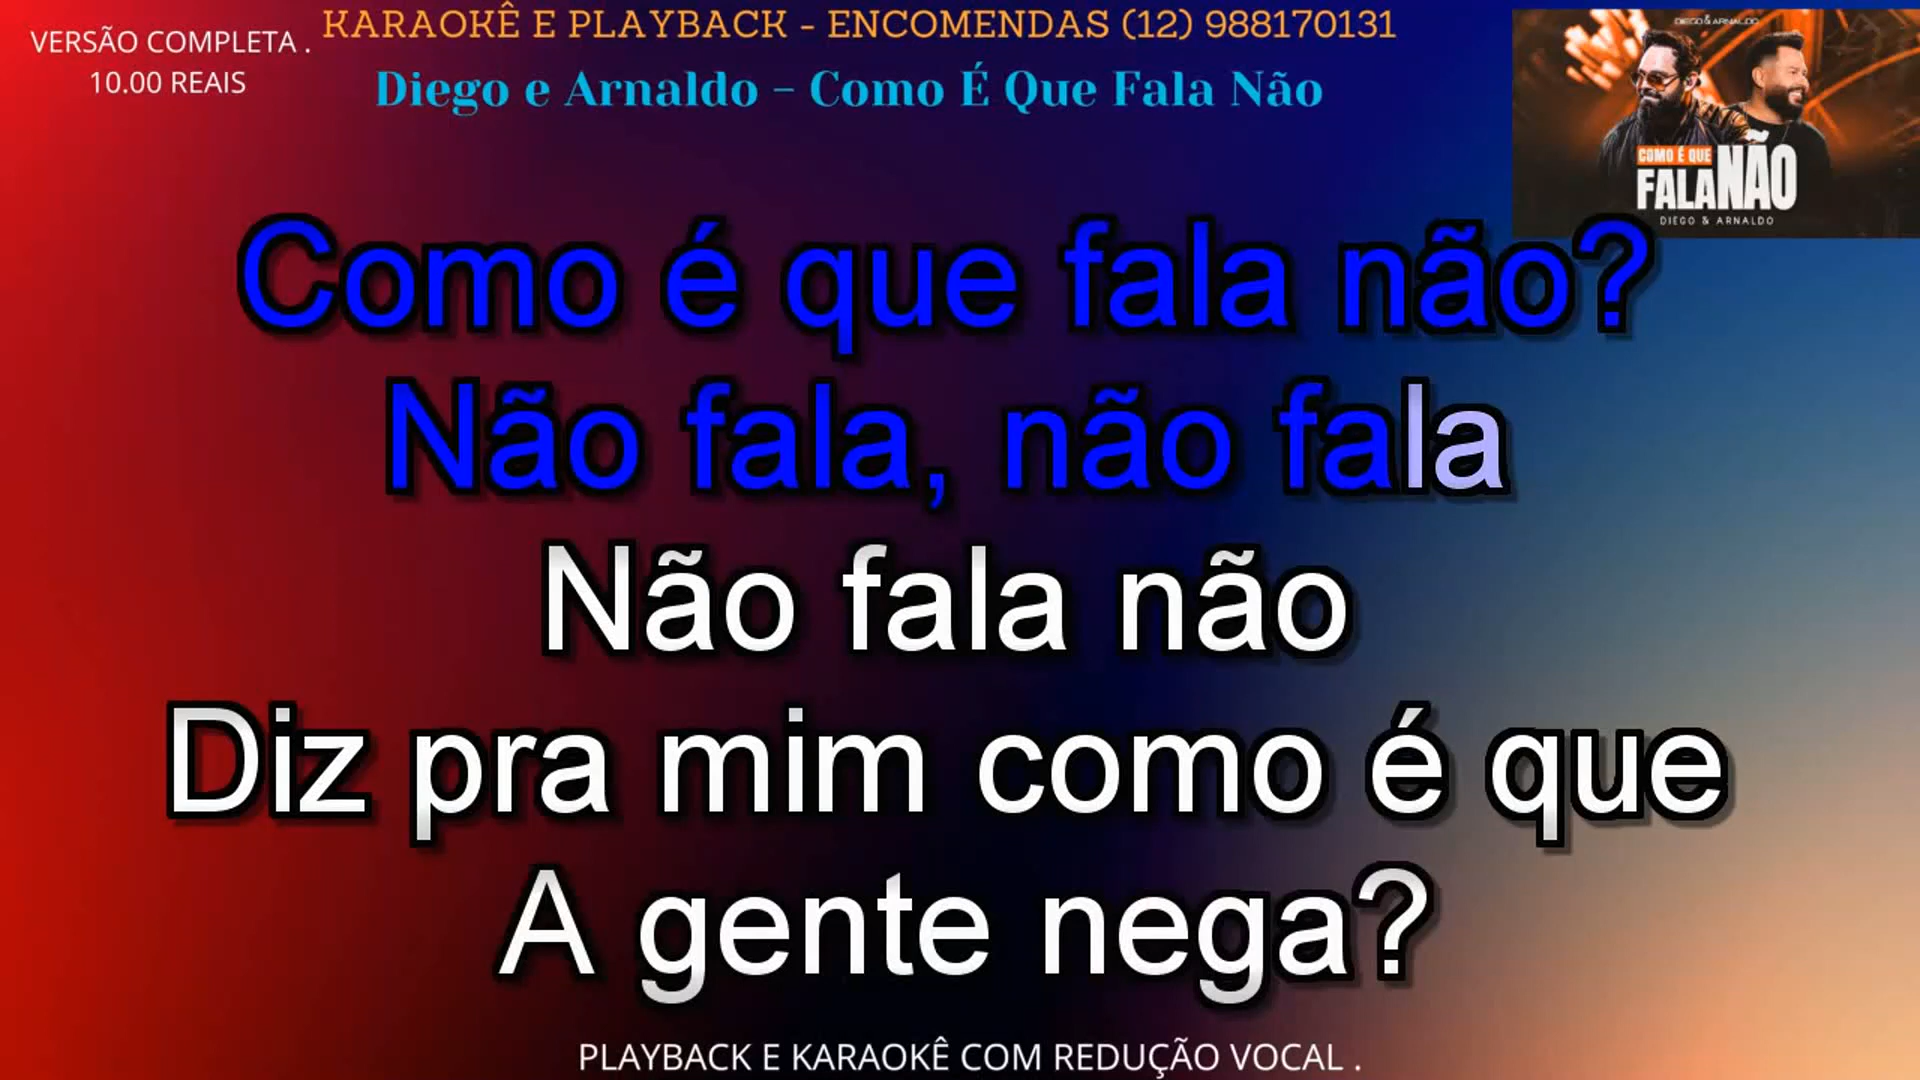 VERSÃO COMPLETA .
10.00 REAIS
KARAOKÊ E PLAYBACK - ENCOMENDAS (12) 988170131
Diego e Arnaldo - Como É Que Fala Não
DIEGO & ARNALDO
COMO É QUE
FALA NÃO
DIEGO & ARNALDO
Como é que fala não?
Não fala, não fala
Não fala não
Diz pra mim como é que
A gente nega?
PLAYBACK E KARAOKÊ COM REDUÇÃO VOCAL .